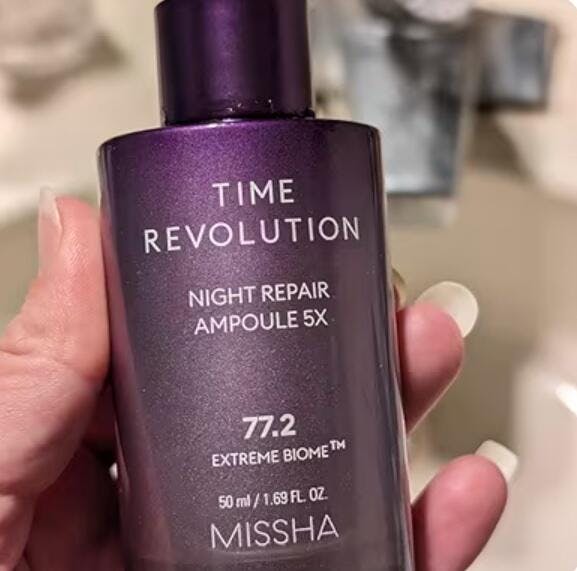 TIME
REVOLUTION
NIGHT REPAIR
AMPOULE 5X
77.2
EXTREME BIOME™
50 ml / 1.69 FL. OZ.
MISSHA